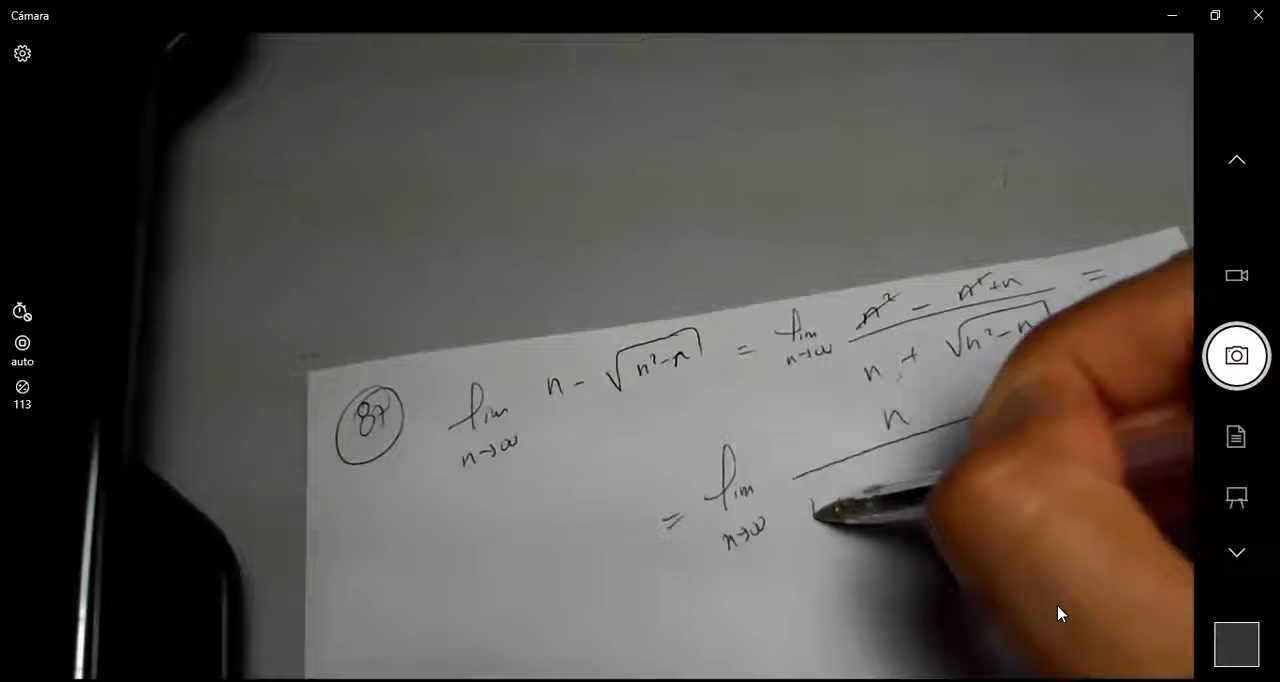 Cámara
87 lim n→∞ n - √(n²-n) = lim n→∞ (n² - n²+n)/(n + √(n²-n)) =
= lim n→∞ n
auto
113